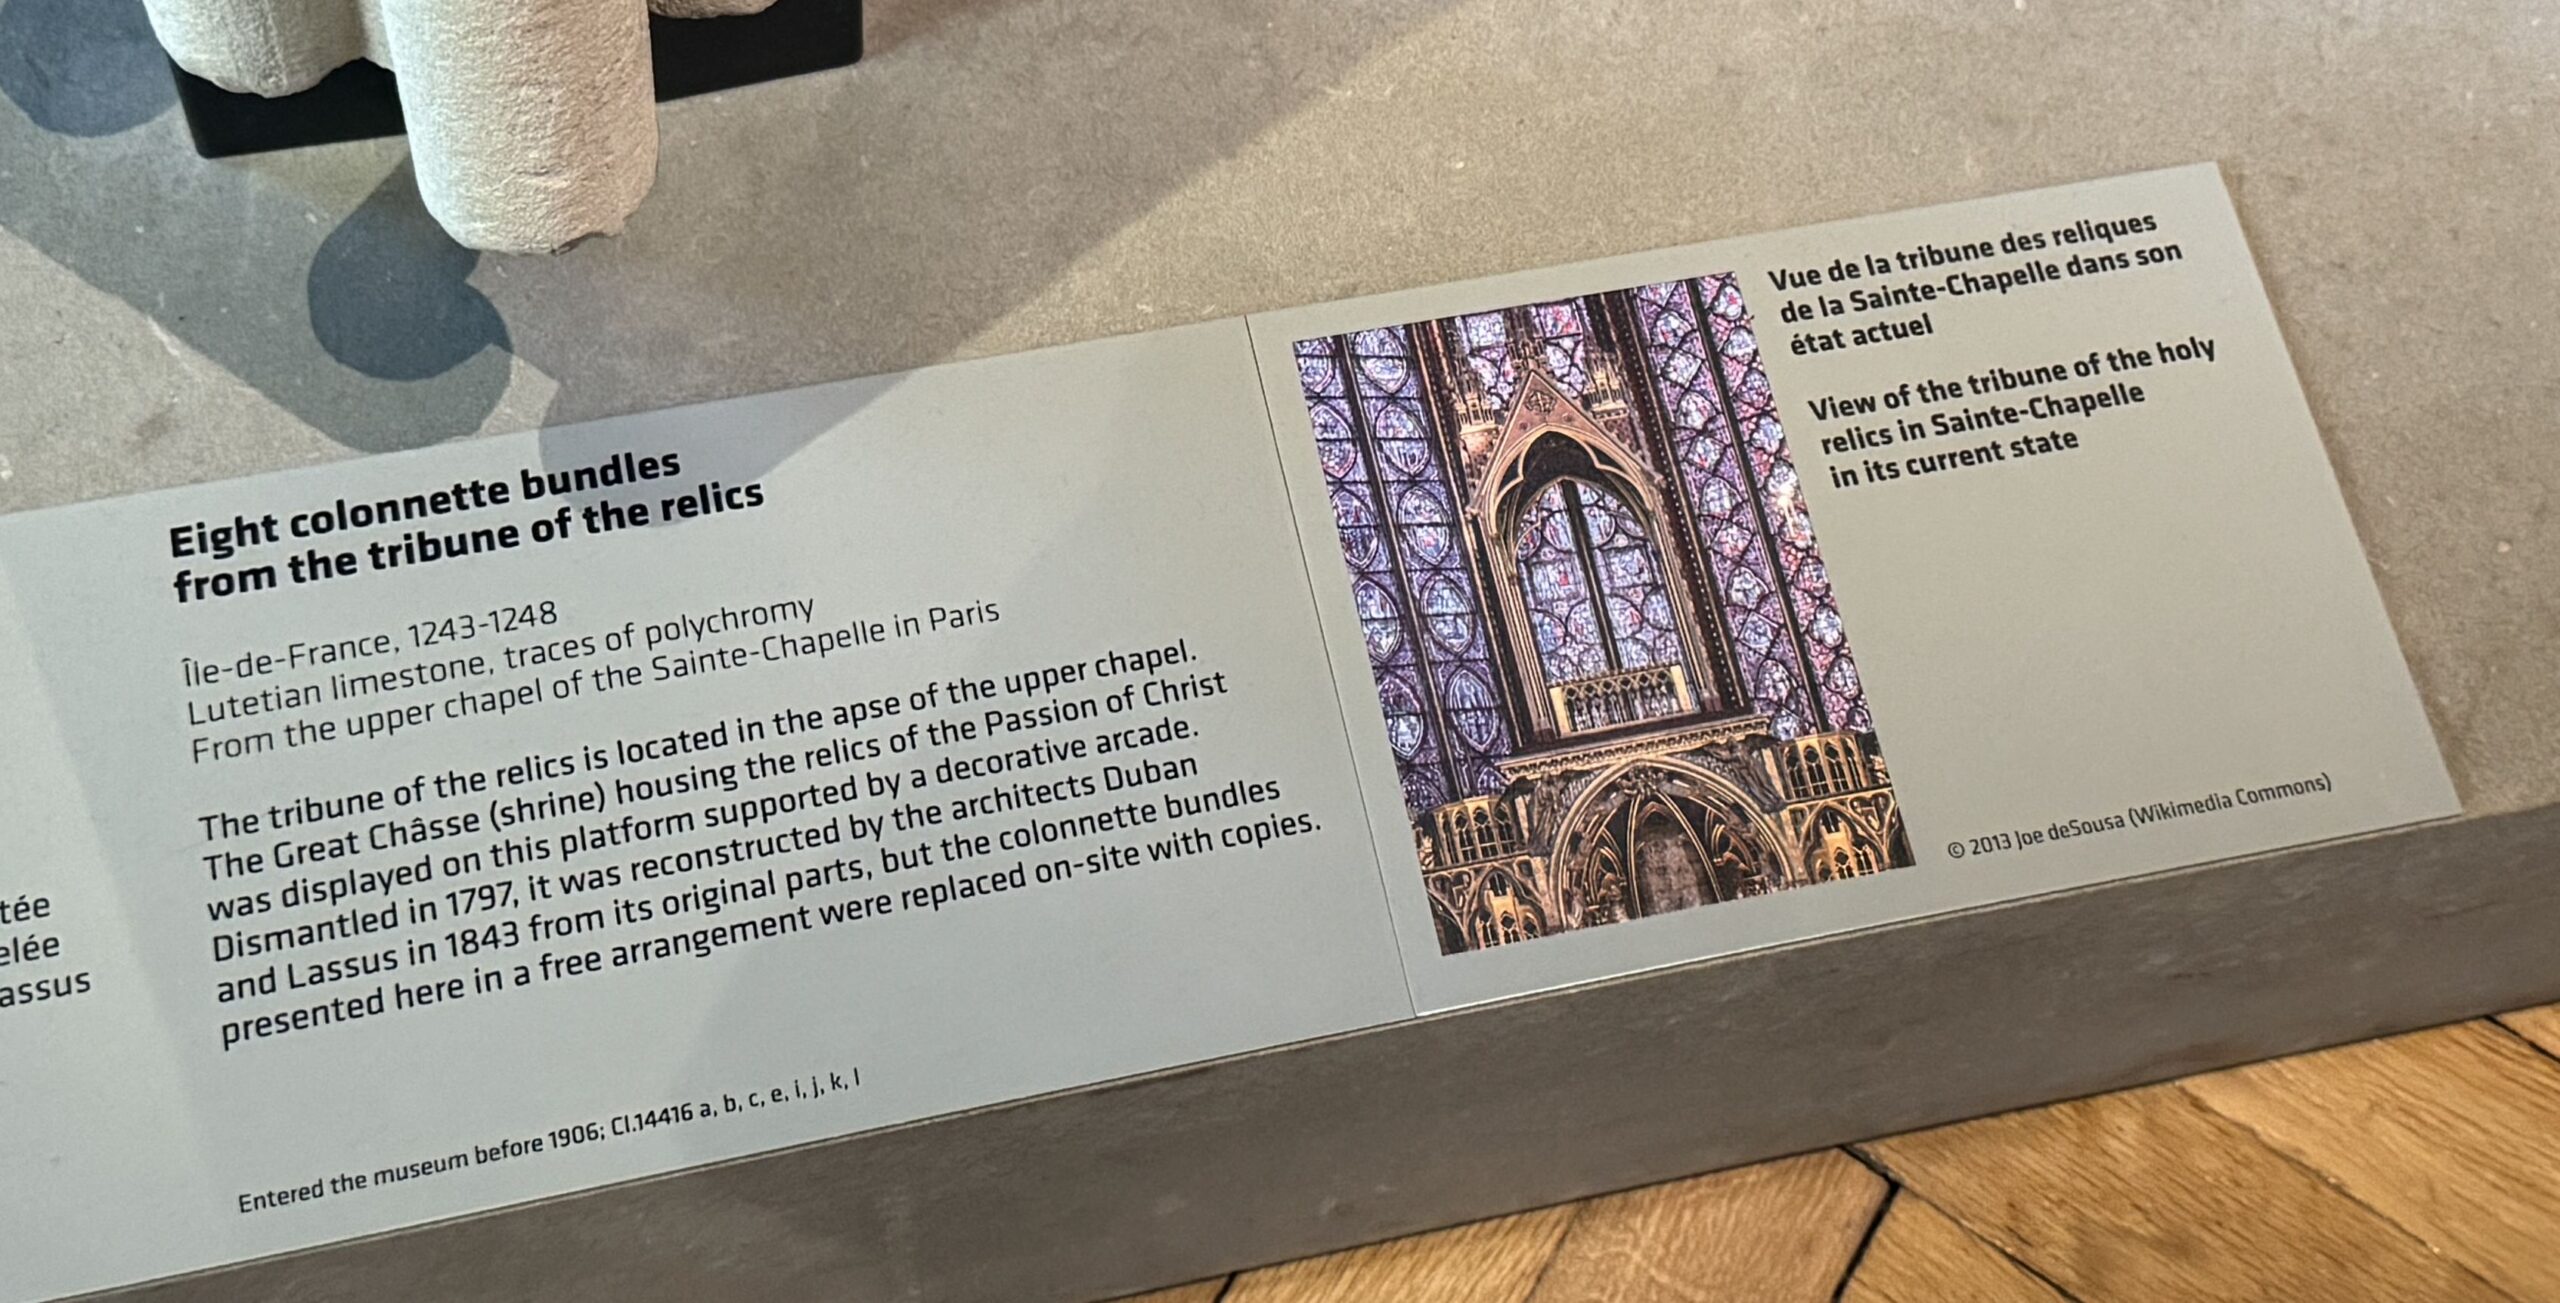 tée
elée
assus
Eight colonnette bundles
from the tribune of the relics
Île-de-France, 1243-1248
Lutetian limestone, traces of polychromy
From the upper chapel of the Sainte-Chapelle in Paris
The tribune of the relics is located in the apse of the upper chapel.
The Great Châsse (shrine) housing the relics of the Passion of Christ
was displayed on this platform supported by a decorative arcade.
Dismantled in 1797, it was reconstructed by the architects Duban
and Lassus in 1843 from its original parts, but the colonnette bundles
presented here in a free arrangement were replaced on-site with copies.
Entered the museum before 1906; Cl.14416 a, b, c, e, i, j, k, l
Vue de la tribune des reliques
de la Sainte-Chapelle dans son
état actuel
View of the tribune of the holy
relics in Sainte-Chapelle
in its current state
© 2013 Joe deSousa (Wikimedia Commons)